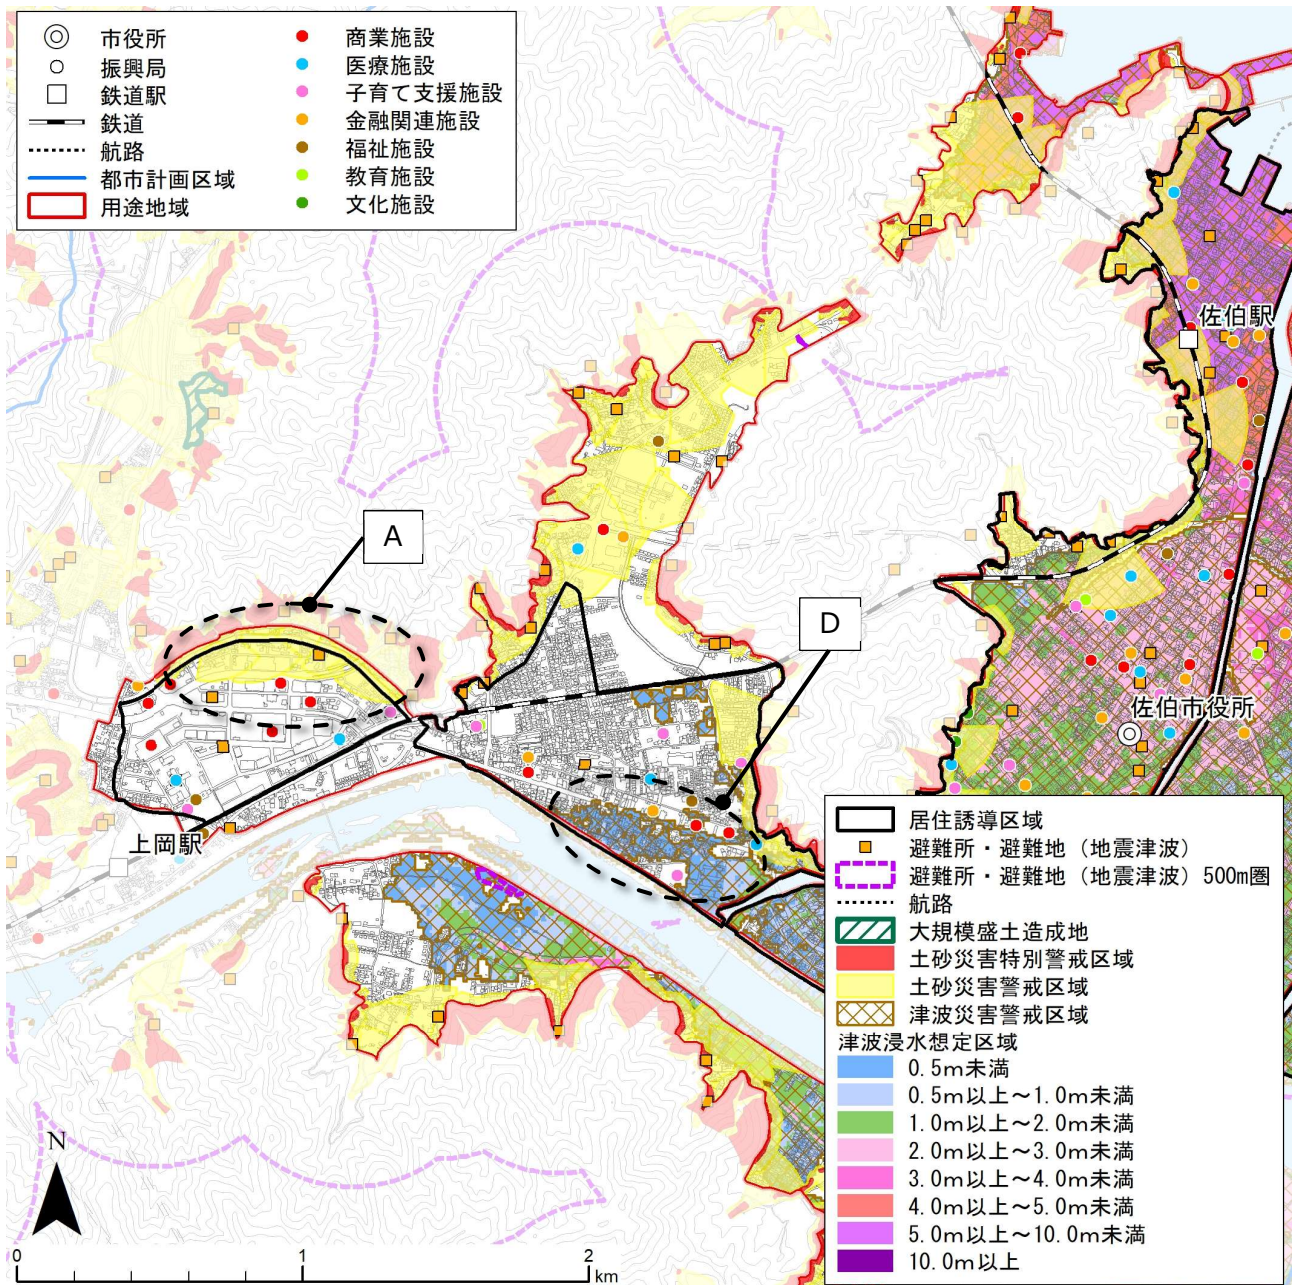 市役所
振興局
鉄道駅
鉄道
航路
都市計画区域
用途地域
商業施設
医療施設
子育て支援施設
金融関連施設
福祉施設
教育施設
文化施設
佐伯駅
A
D
佐伯市役所
上岡駅
居住誘導区域
避難所・避難地（地震津波）
避難所・避難地（地震津波）500m圏
航路
大規模盛土造成地
土砂災害特別警戒区域
土砂災害警戒区域
津波災害警戒区域
津波浸水想定区域
0.5m未満
0.5m以上～1.0m未満
1.0m以上～2.0m未満
2.0m以上～3.0m未満
3.0m以上～4.0m未満
4.0m以上～5.0m未満
5.0m以上～10.0m未満
10.0m以上
N
0 1 2
km